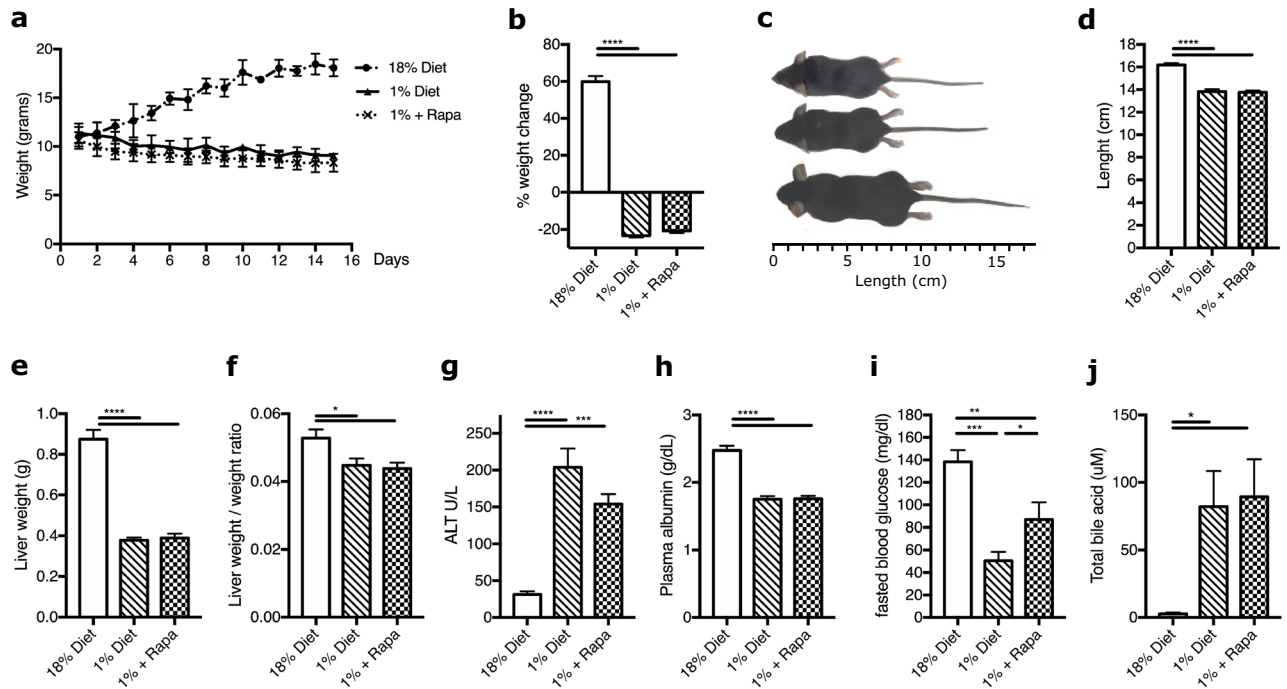 a
20
15
10
5
0
Weight (grams)
0 2 4 6 8 10 12 14 16 Days
18% Diet
1% Diet
1% + Rapa
b
80
60
40
20
0
-20
% weight change
****
18% Diet
1% Diet
1% + Rapa
c
0 5 10 15
Length (cm)
d
18
16
14
12
10
8
6
4
2
0
Lenght (cm)
****
18% Diet
1% Diet
1% + Rapa
e
1.0
0.8
0.6
0.4
0.2
0.0
Liver weight (g)
****
18% Diet
1% Diet
1% + Rapa
f
0.06
0.04
0.02
0.00
Liver weight / weight ratio
*
18% Diet
1% Diet
1% + Rapa
g
250
200
150
100
50
0
ALT U/L
**** ***
18% Diet
1% Diet
1% + Rapa
h
3
2
1
0
Plasma albumin (g/dL)
****
18% Diet
1% Diet
1% + Rapa
i
180
160
140
120
100
80
60
40
20
0
fasted blood glucose (mg/dl)
**
*** *
18% Diet
1% Diet
1% + Rapa
j
150
100
50
0
Total bile acid (uM)
*
18% Diet
1% Diet
1% + Rapa